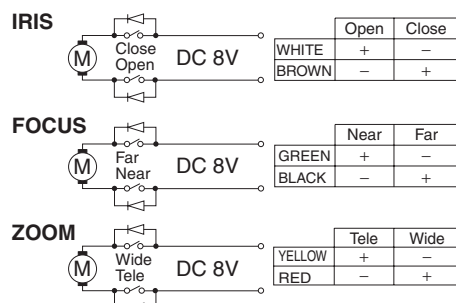 IRIS
M
Close
Open
DC 8V
Open Close
WHITE + −
BROWN − +
FOCUS
M
Far
Near
DC 8V
Near Far
GREEN + −
BLACK − +
ZOOM
M
Wide
Tele
DC 8V
Tele Wide
YELLOW + −
RED − +